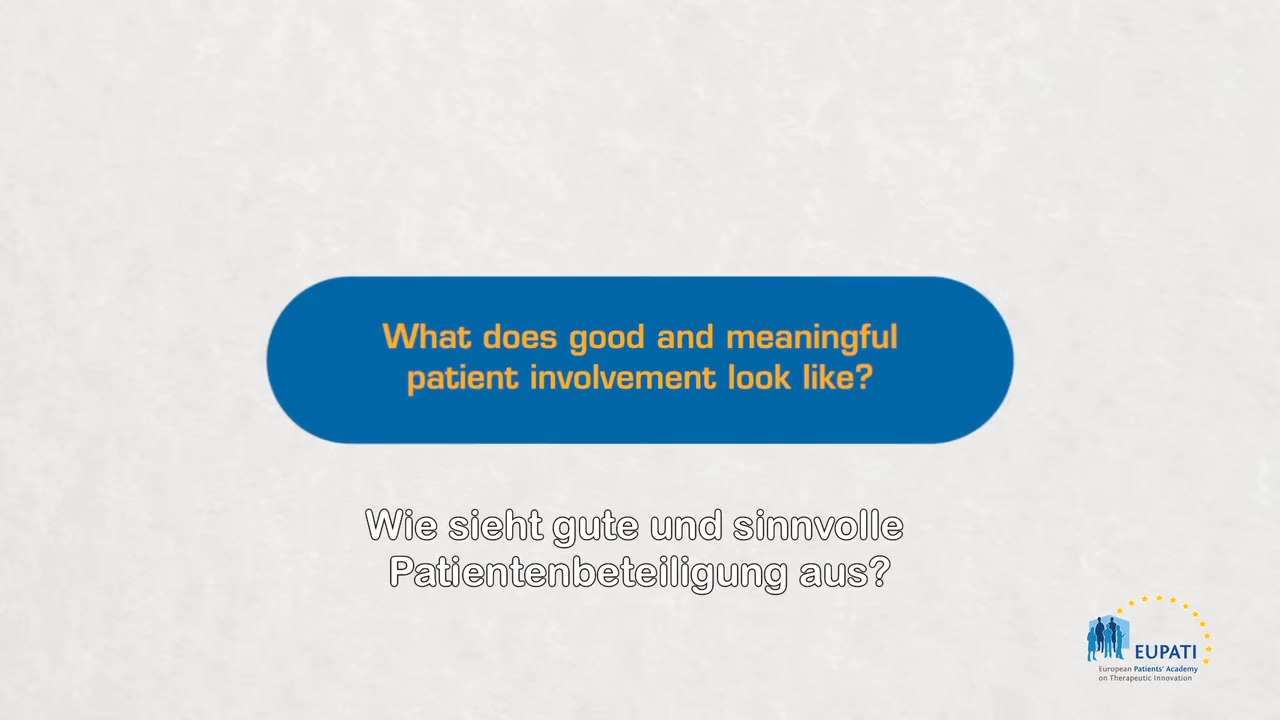 What does good and meaningful
patient involvement look like?
Wie sieht gute und sinnvolle
Patientenbeteiligung aus?
EUPATI
European Patients' Academy
on Therapeutic Innovation